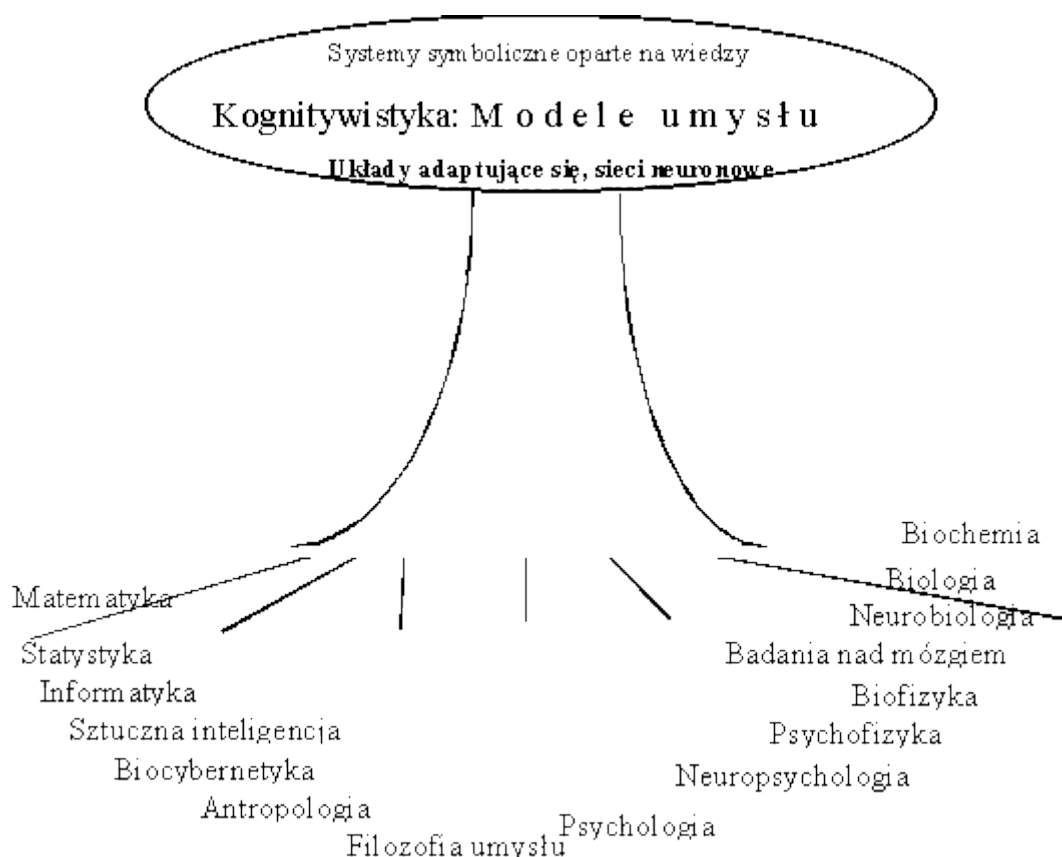 Systemy symboliczne oparte na wiedzy
Kognitywistyka: Modele umysłu
Układy adaptujące się, sieci neuronowe
Matematyka
Statystyka
Informatyka
Sztuczna inteligencja
Biocybernetyka
Antropologia
Filozofia umysłu
Psychologia
Neuropsychologia
Psychofizyka
Biofizyka
Badania nad mózgiem
Neurobiologia
Biologia
Biochemia